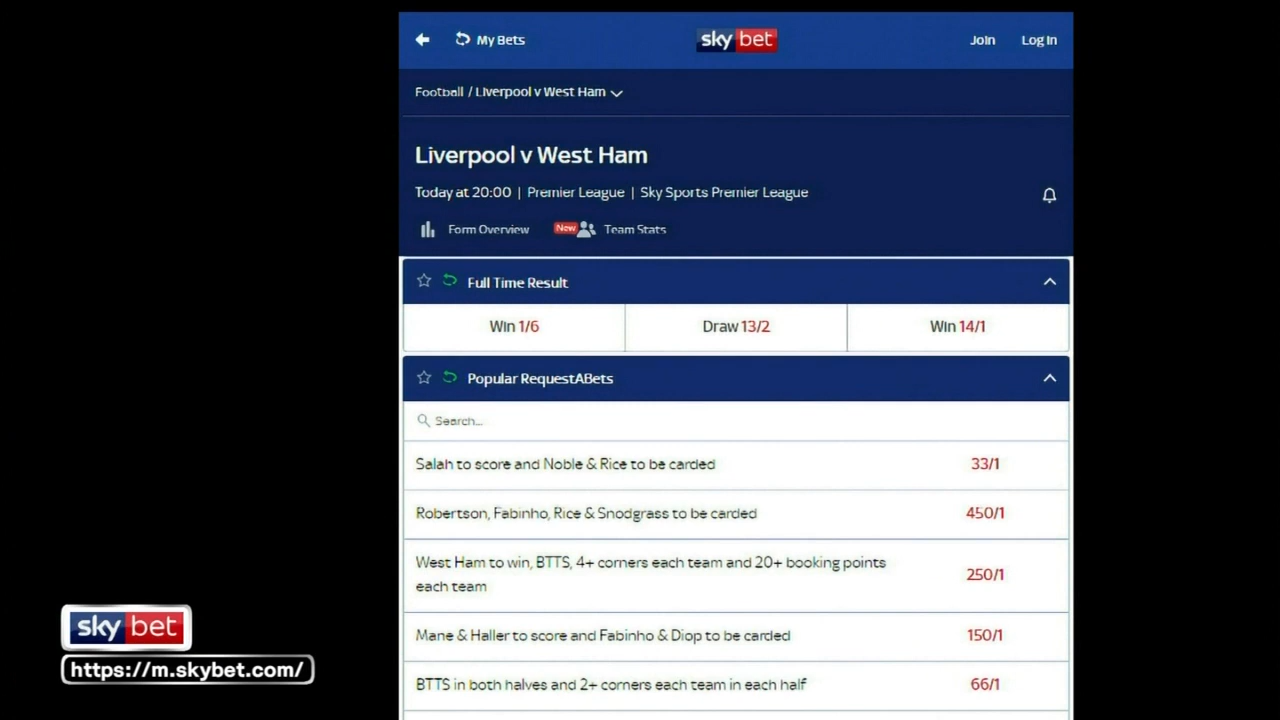 My Bets
sky bet
Join
Log In
Football / Liverpool v West Ham
Liverpool v West Ham
Today at 20:00 | Premier League | Sky Sports Premier League
Form Overview
New
Team Stats
Full Time Result
Win 1/6
Draw 13/2
Win 14/1
Popular RequestABets
Search...
Salah to score and Noble & Rice to be carded
33/1
Robertson, Fabinho, Rice & Snodgrass to be carded
450/1
West Ham to win, BTTS, 4+ corners each team and 20+ booking points
each team
250/1
Mane & Haller to score and Fabinho & Diop to be carded
150/1
BTTS in both halves and 2+ corners each team in each half
66/1
sky bet
https://m.skybet.com/